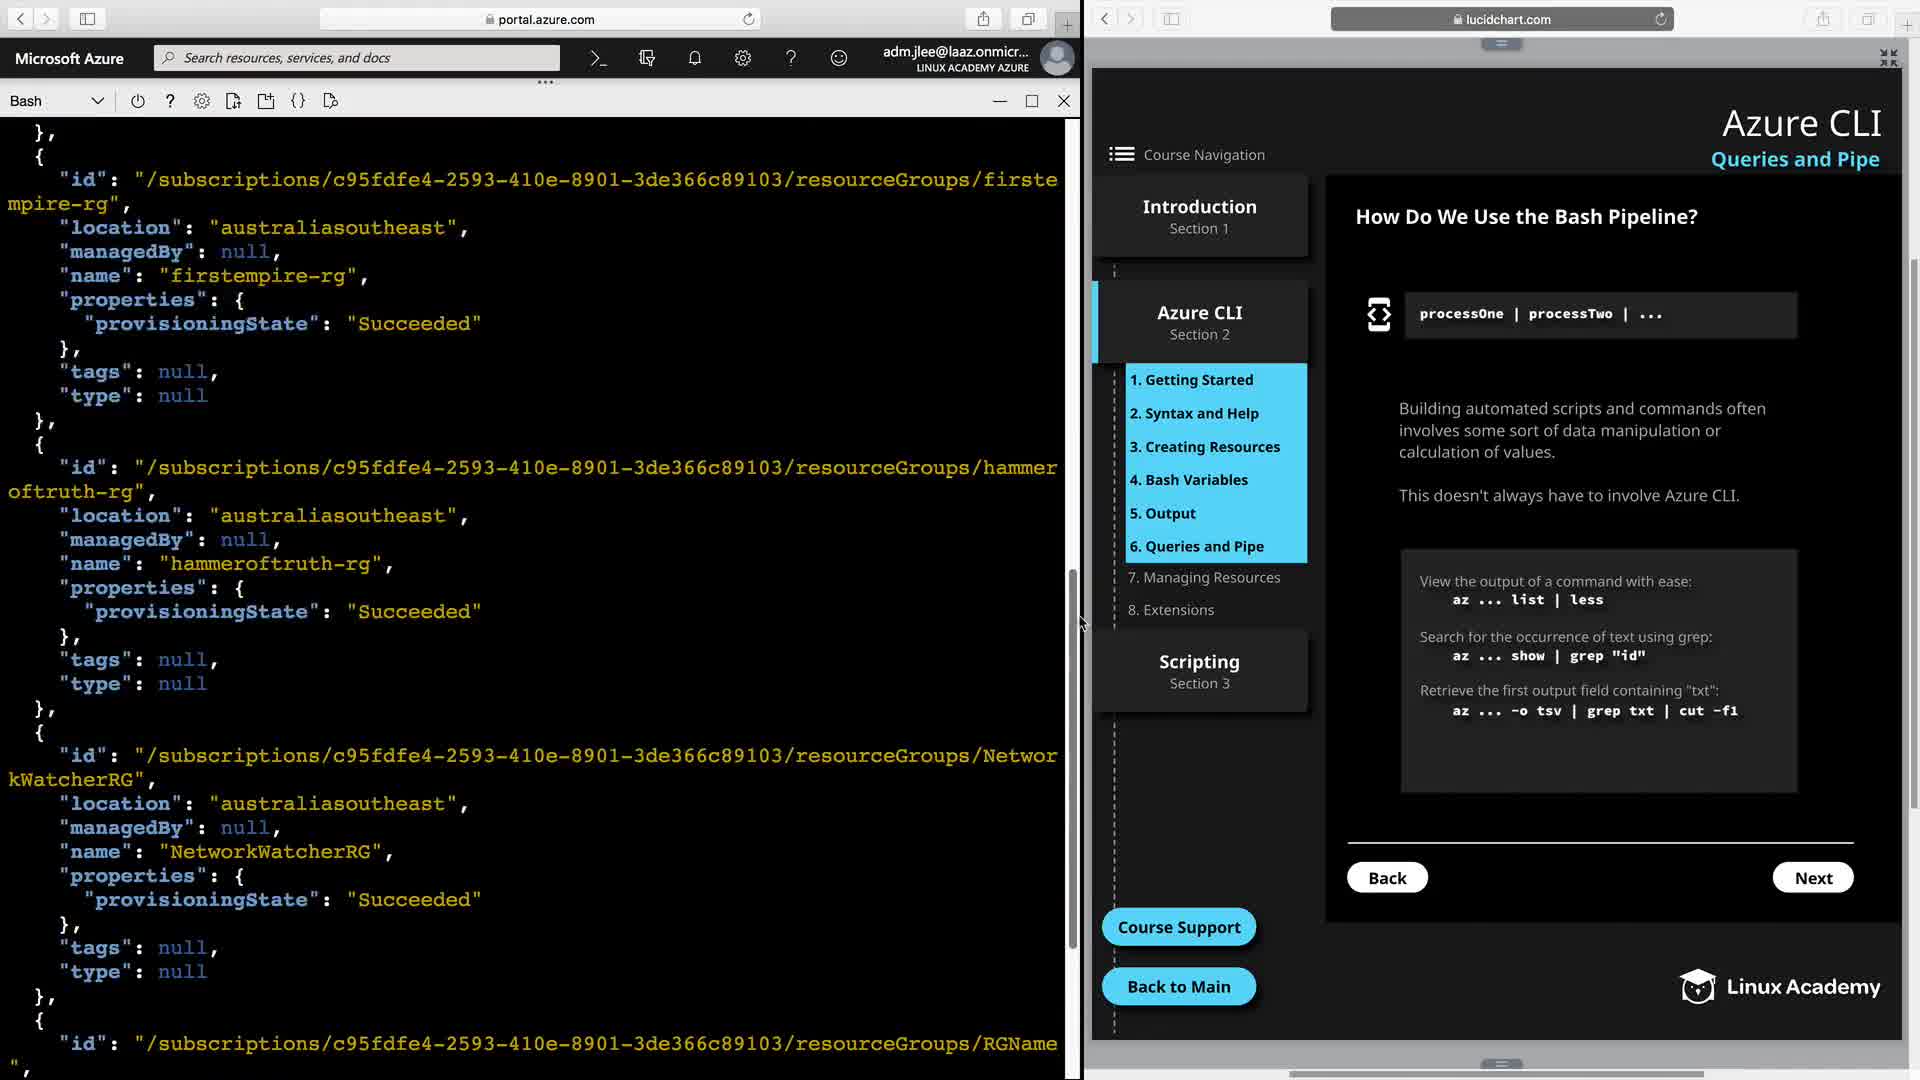 portal.azure.com
Microsoft Azure
Search resources, services, and docs
adm.jlee@laaz.onmicr...
LINUX ACADEMY AZURE
Bash
},
{
"id": "/subscriptions/c95fdfe4-2593-410e-8901-3de366c89103/resourceGroups/firste
mpire-rg",
"location": "australiasoutheast",
"managedBy": null,
"name": "firstempire-rg",
"properties": {
"provisioningState": "Succeeded"
},
"tags": null,
"type": null
},
{
"id": "/subscriptions/c95fdfe4-2593-410e-8901-3de366c89103/resourceGroups/hammer
oftruth-rg",
"location": "australiasoutheast",
"managedBy": null,
"name": "hammeroftruth-rg",
"properties": {
"provisioningState": "Succeeded"
},
"tags": null,
"type": null
},
{
"id": "/subscriptions/c95fdfe4-2593-410e-8901-3de366c89103/resourceGroups/Networ
kWatcherRG",
"location": "australiasoutheast",
"managedBy": null,
"name": "NetworkWatcherRG",
"properties": {
"provisioningState": "Succeeded"
},
"tags": null,
"type": null
},
{
"id": "/subscriptions/c95fdfe4-2593-410e-8901-3de366c89103/resourceGroups/RGName
",
lucidchart.com
Azure CLI
Queries and Pipe
Course Navigation
Introduction
Section 1
Azure CLI
Section 2
1. Getting Started
2. Syntax and Help
3. Creating Resources
4. Bash Variables
5. Output
6. Queries and Pipe
7. Managing Resources
8. Extensions
Scripting
Section 3
Course Support
Back to Main
How Do We Use the Bash Pipeline?
processOne | processTwo | ...
Building automated scripts and commands often
involves some sort of data manipulation or
calculation of values.
This doesn't always have to involve Azure CLI.
View the output of a command with ease:
az ... list | less
Search for the occurrence of text using grep:
az ... show | grep "id"
Retrieve the first output field containing "txt":
az ... -o tsv | grep txt | cut -f1
Back
Next
Linux Academy